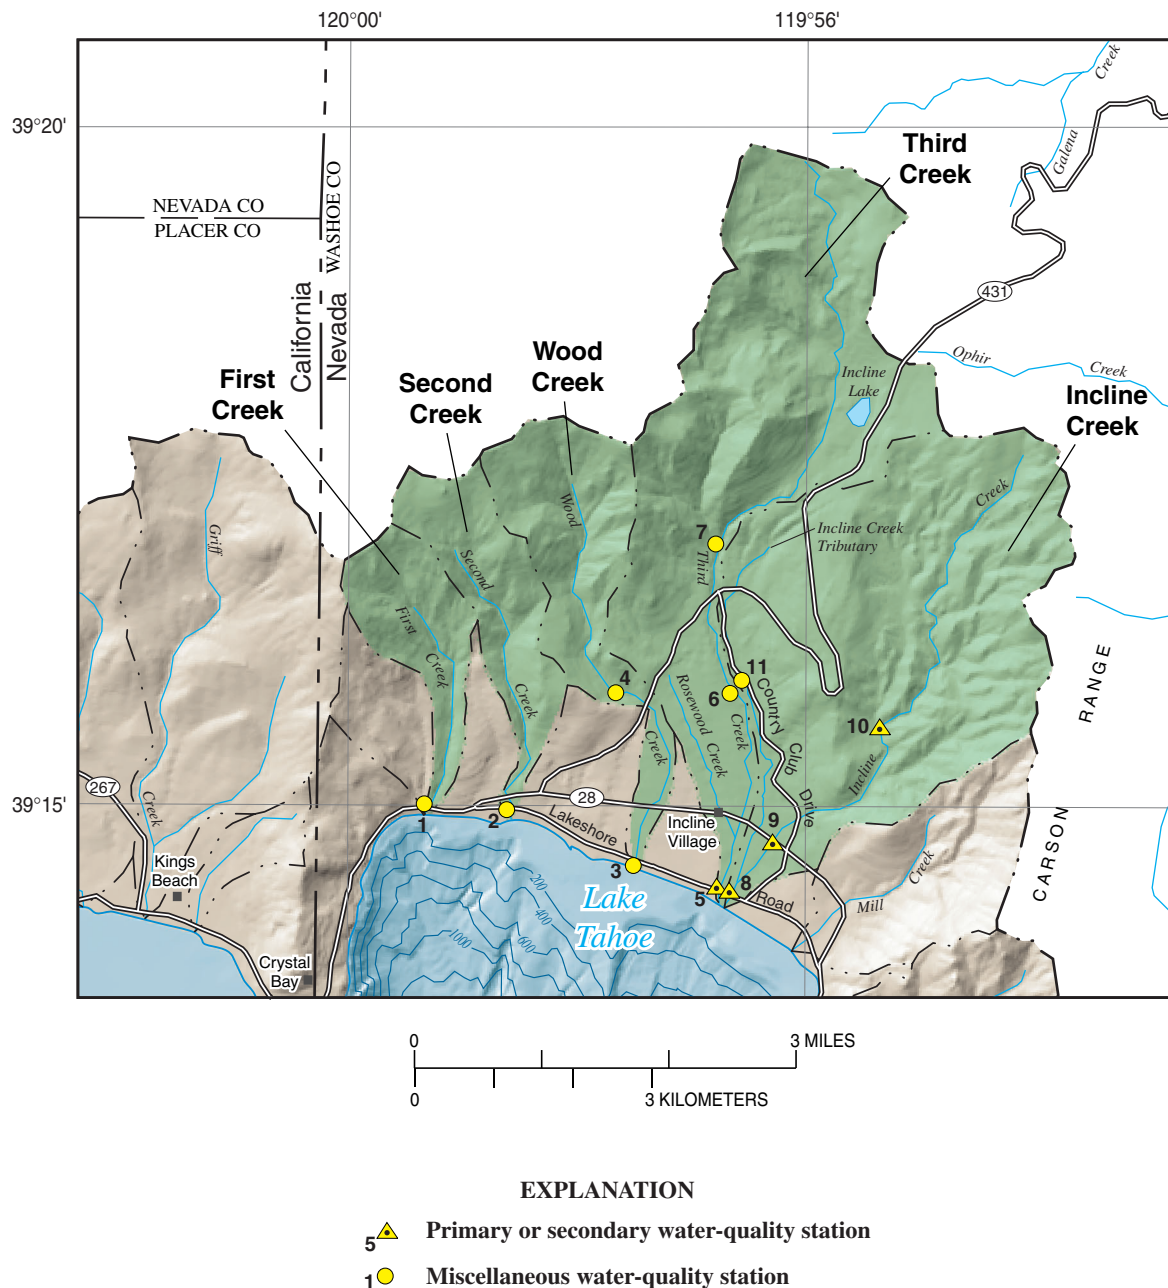 120°00'
119°56'
39°20'
39°15'
NEVADA CO
PLACER CO
WASHOE CO
California
Nevada
Creek
Galena
Third
Creek
431
Ophir
Creek
Incline
Lake
Wood
Creek
First
Creek
Second
Creek
Incline
Creek
Griff
Creek
Wood
Creek
Second
Creek
First
Creek
7
Third
Creek
Incline Creek
Tributary
Creek
Incline
4
6
11
10
Rosewood Creek
Country Club Drive
RANGE
CARSON
267
28
1
2
3
5
8
9
Lakeshore
Road
Incline
Village
Kings
Beach
Crystal
Bay
Lake
Tahoe
200
400
600
1000
Mill
Creek
0
3 MILES
0
3 KILOMETERS
EXPLANATION
5 Primary or secondary water-quality station
1 Miscellaneous water-quality station